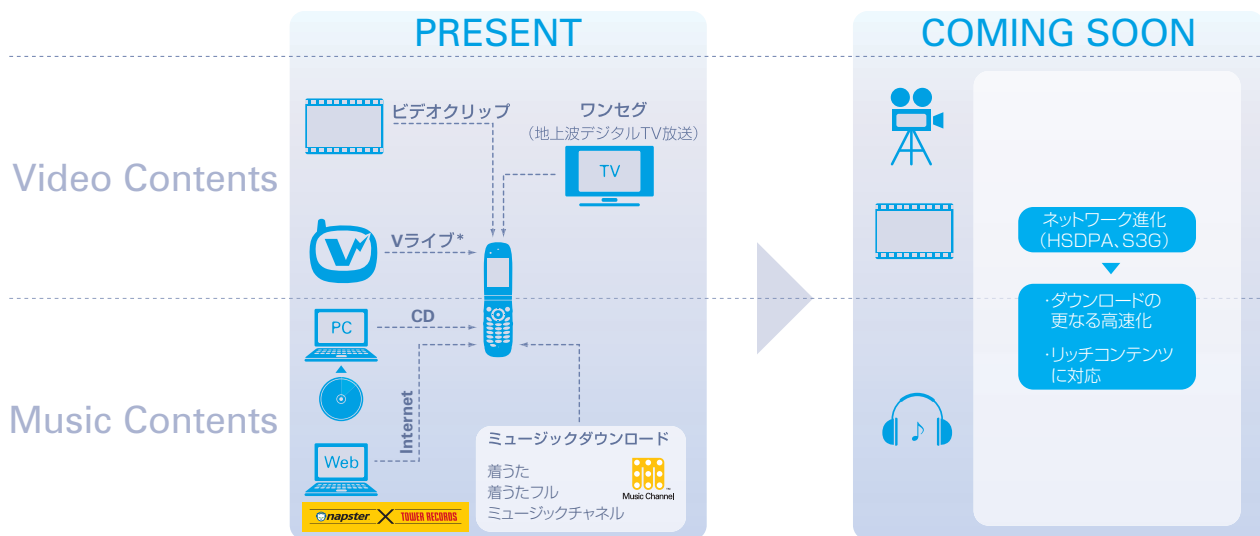 PRESENT
COMING SOON
Video Contents
ビデオクリップ
ワンセグ
（地上波デジタルTV放送）
TV
Vライブ*
V
ネットワーク進化
（HSDPA、S3G）
・ダウンロードの
更なる高速化
・リッチコンテンツ
に対応
Music Contents
CD
PC
Internet
Web
napster X TOWER RECORDS
ミュージックダウンロード
着うた
着うたフル
ミュージックチャネル
Music Channel